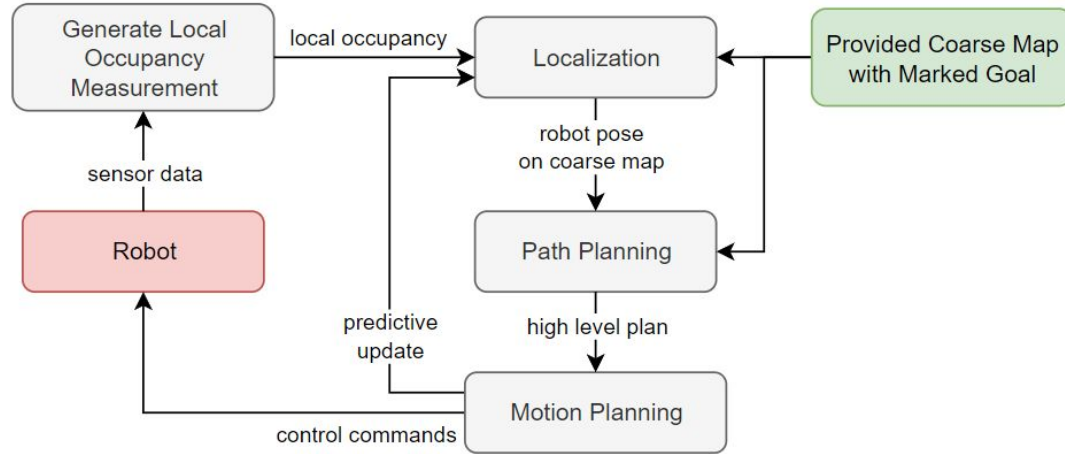 Generate Local
Occupancy
Measurement
local occupancy
Localization
Provided Coarse Map
with Marked Goal
robot pose
on coarse map
sensor data
Robot
Path Planning
predictive
update
high level plan
Motion Planning
control commands